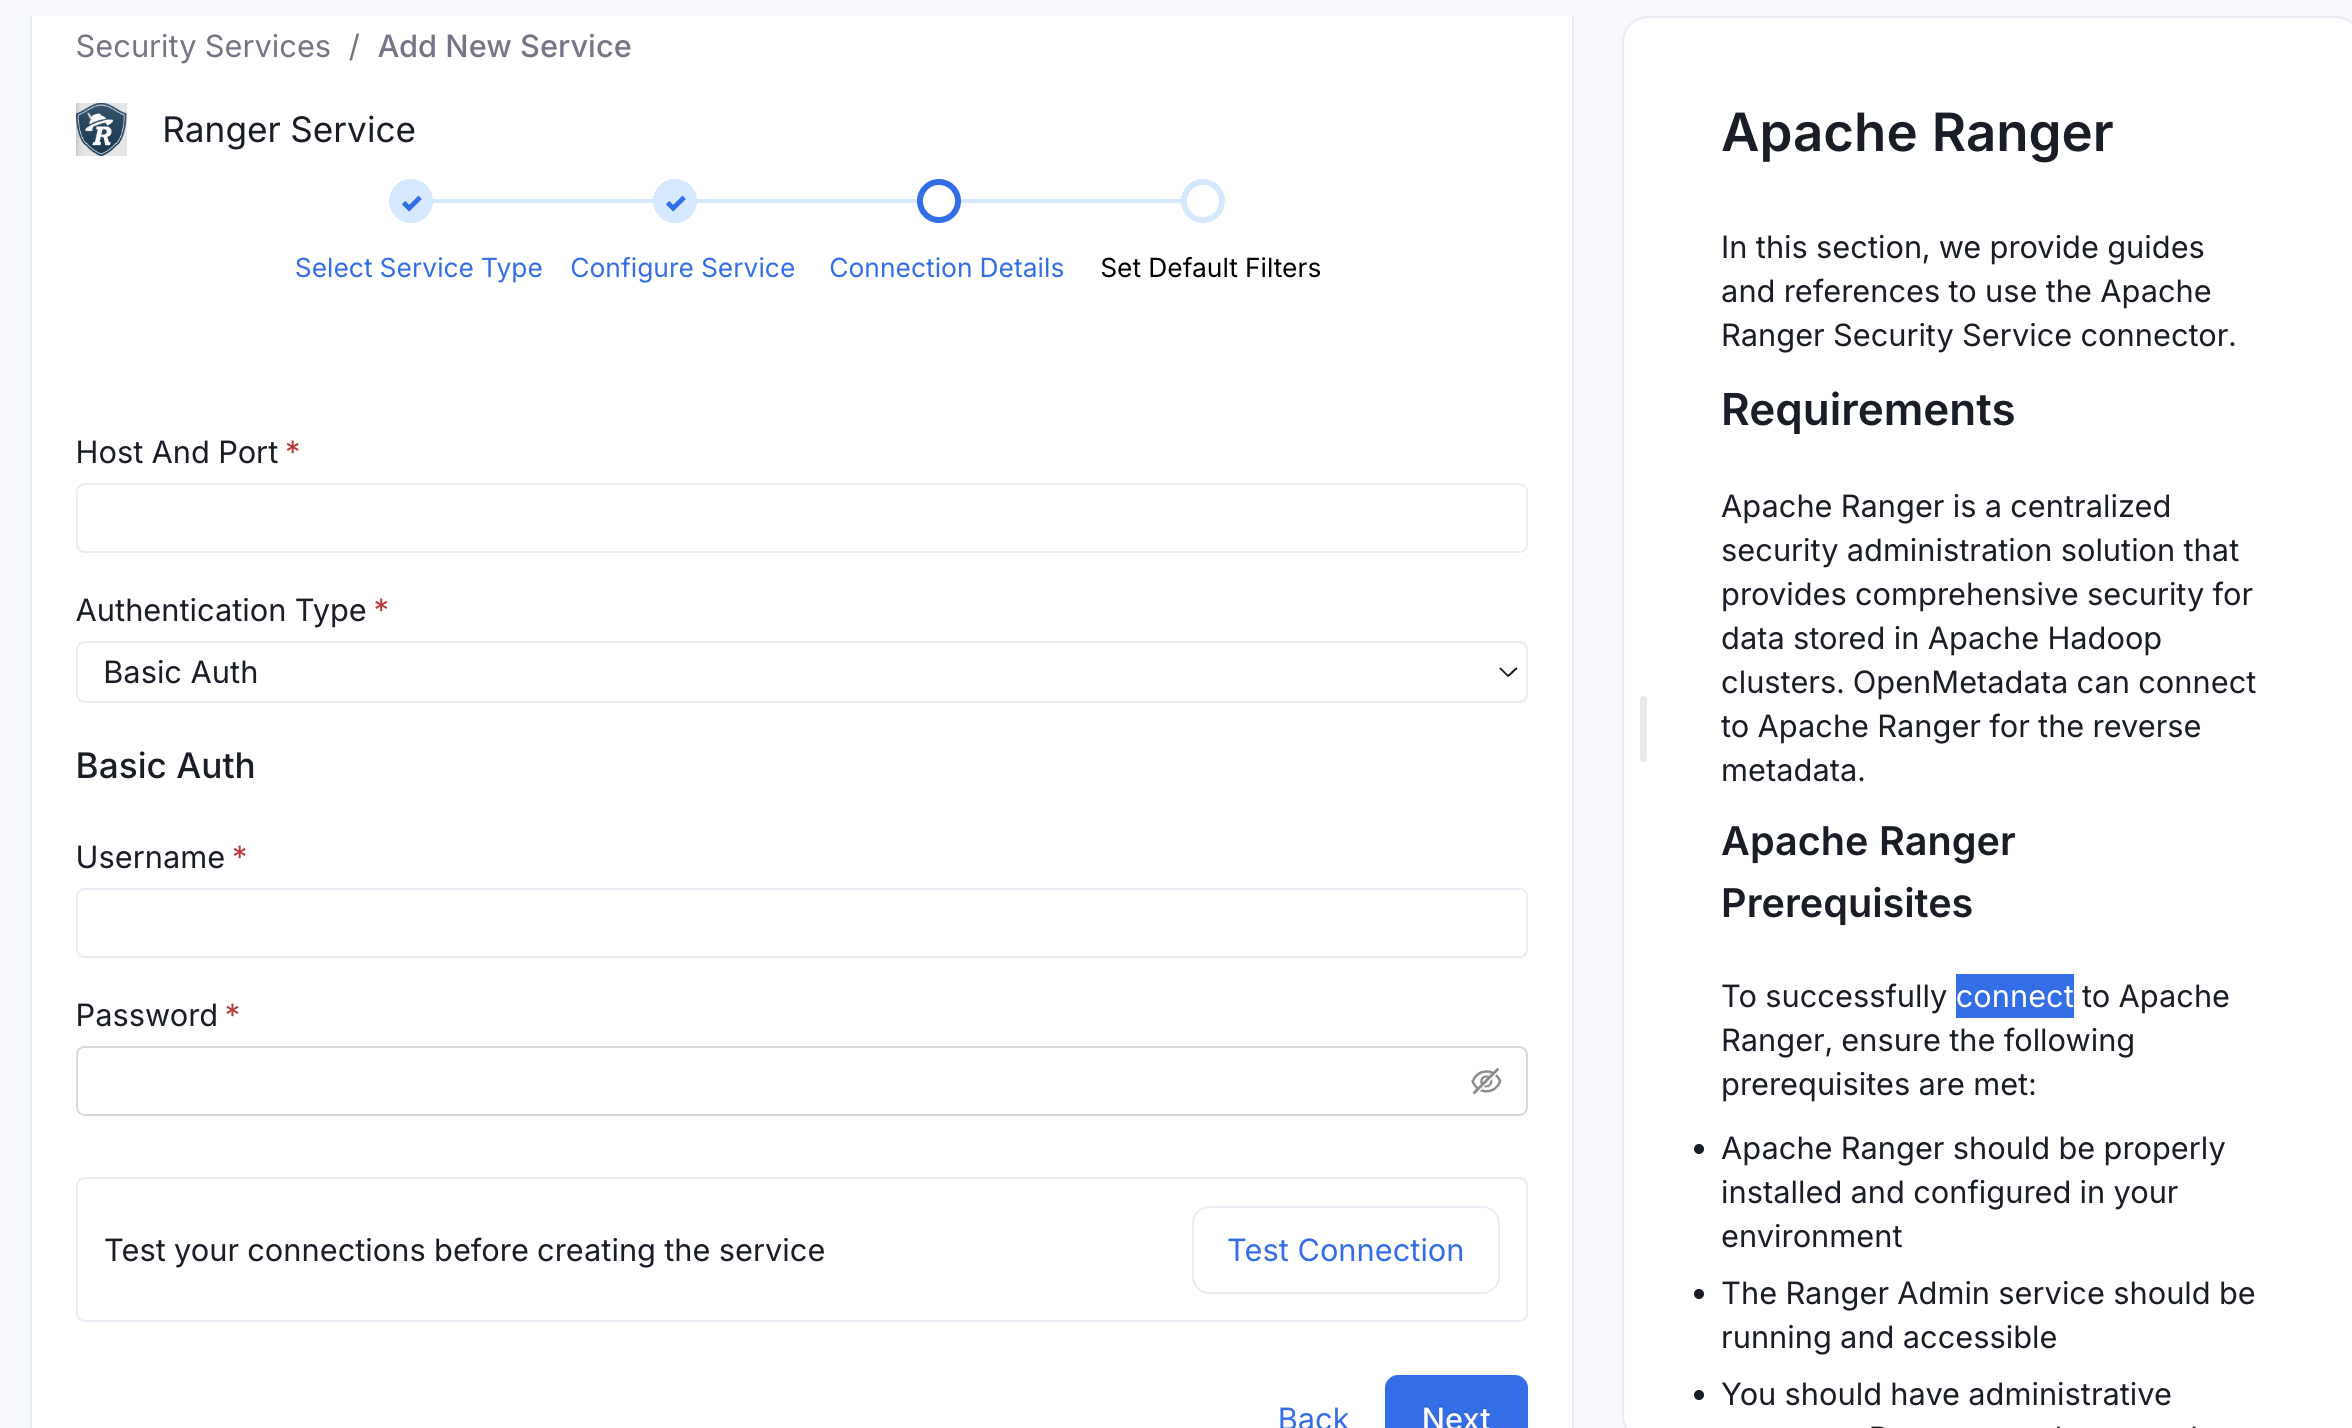 Security Services / Add New Service
Ranger Service
Select Service Type
Configure Service
Connection Details
Set Default Filters
Host And Port *
Authentication Type *
Basic Auth
Basic Auth
Username *
Password *
Test your connections before creating the service
Test Connection
Back
Next
Apache Ranger
In this section, we provide guides
and references to use the Apache
Ranger Security Service connector.
Requirements
Apache Ranger is a centralized
security administration solution that
provides comprehensive security for
data stored in Apache Hadoop
clusters. OpenMetadata can connect
to Apache Ranger for the reverse
metadata.
Apache Ranger
Prerequisites
To successfully connect to Apache
Ranger, ensure the following
prerequisites are met:
• Apache Ranger should be properly
installed and configured in your
environment
• The Ranger Admin service should be
running and accessible
• You should have administrative